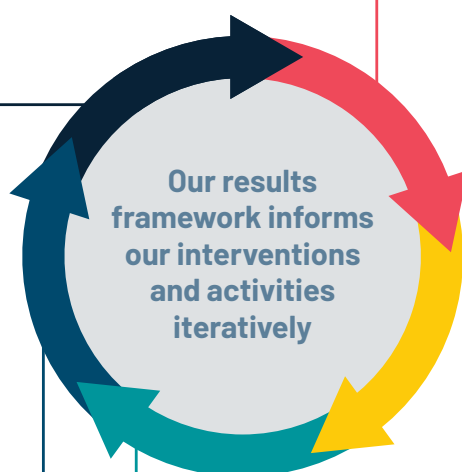 Our results
framework informs
our interventions
and activities
iteratively